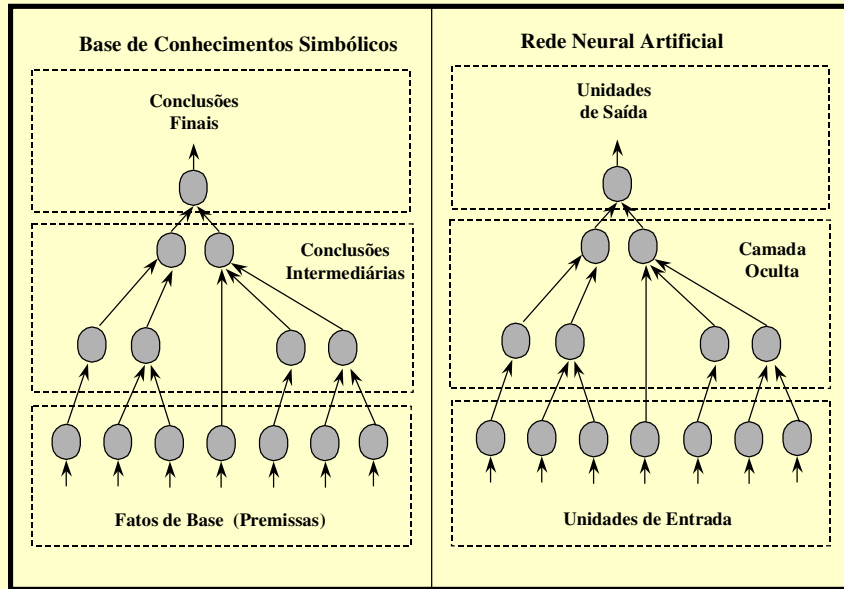 Base de Conhecimentos Simbólicos
Conclusões
Finais
Conclusões
Intermediárias
Fatos de Base (Premissas)
Rede Neural Artificial
Unidades
de Saída
Camada
Oculta
Unidades de Entrada